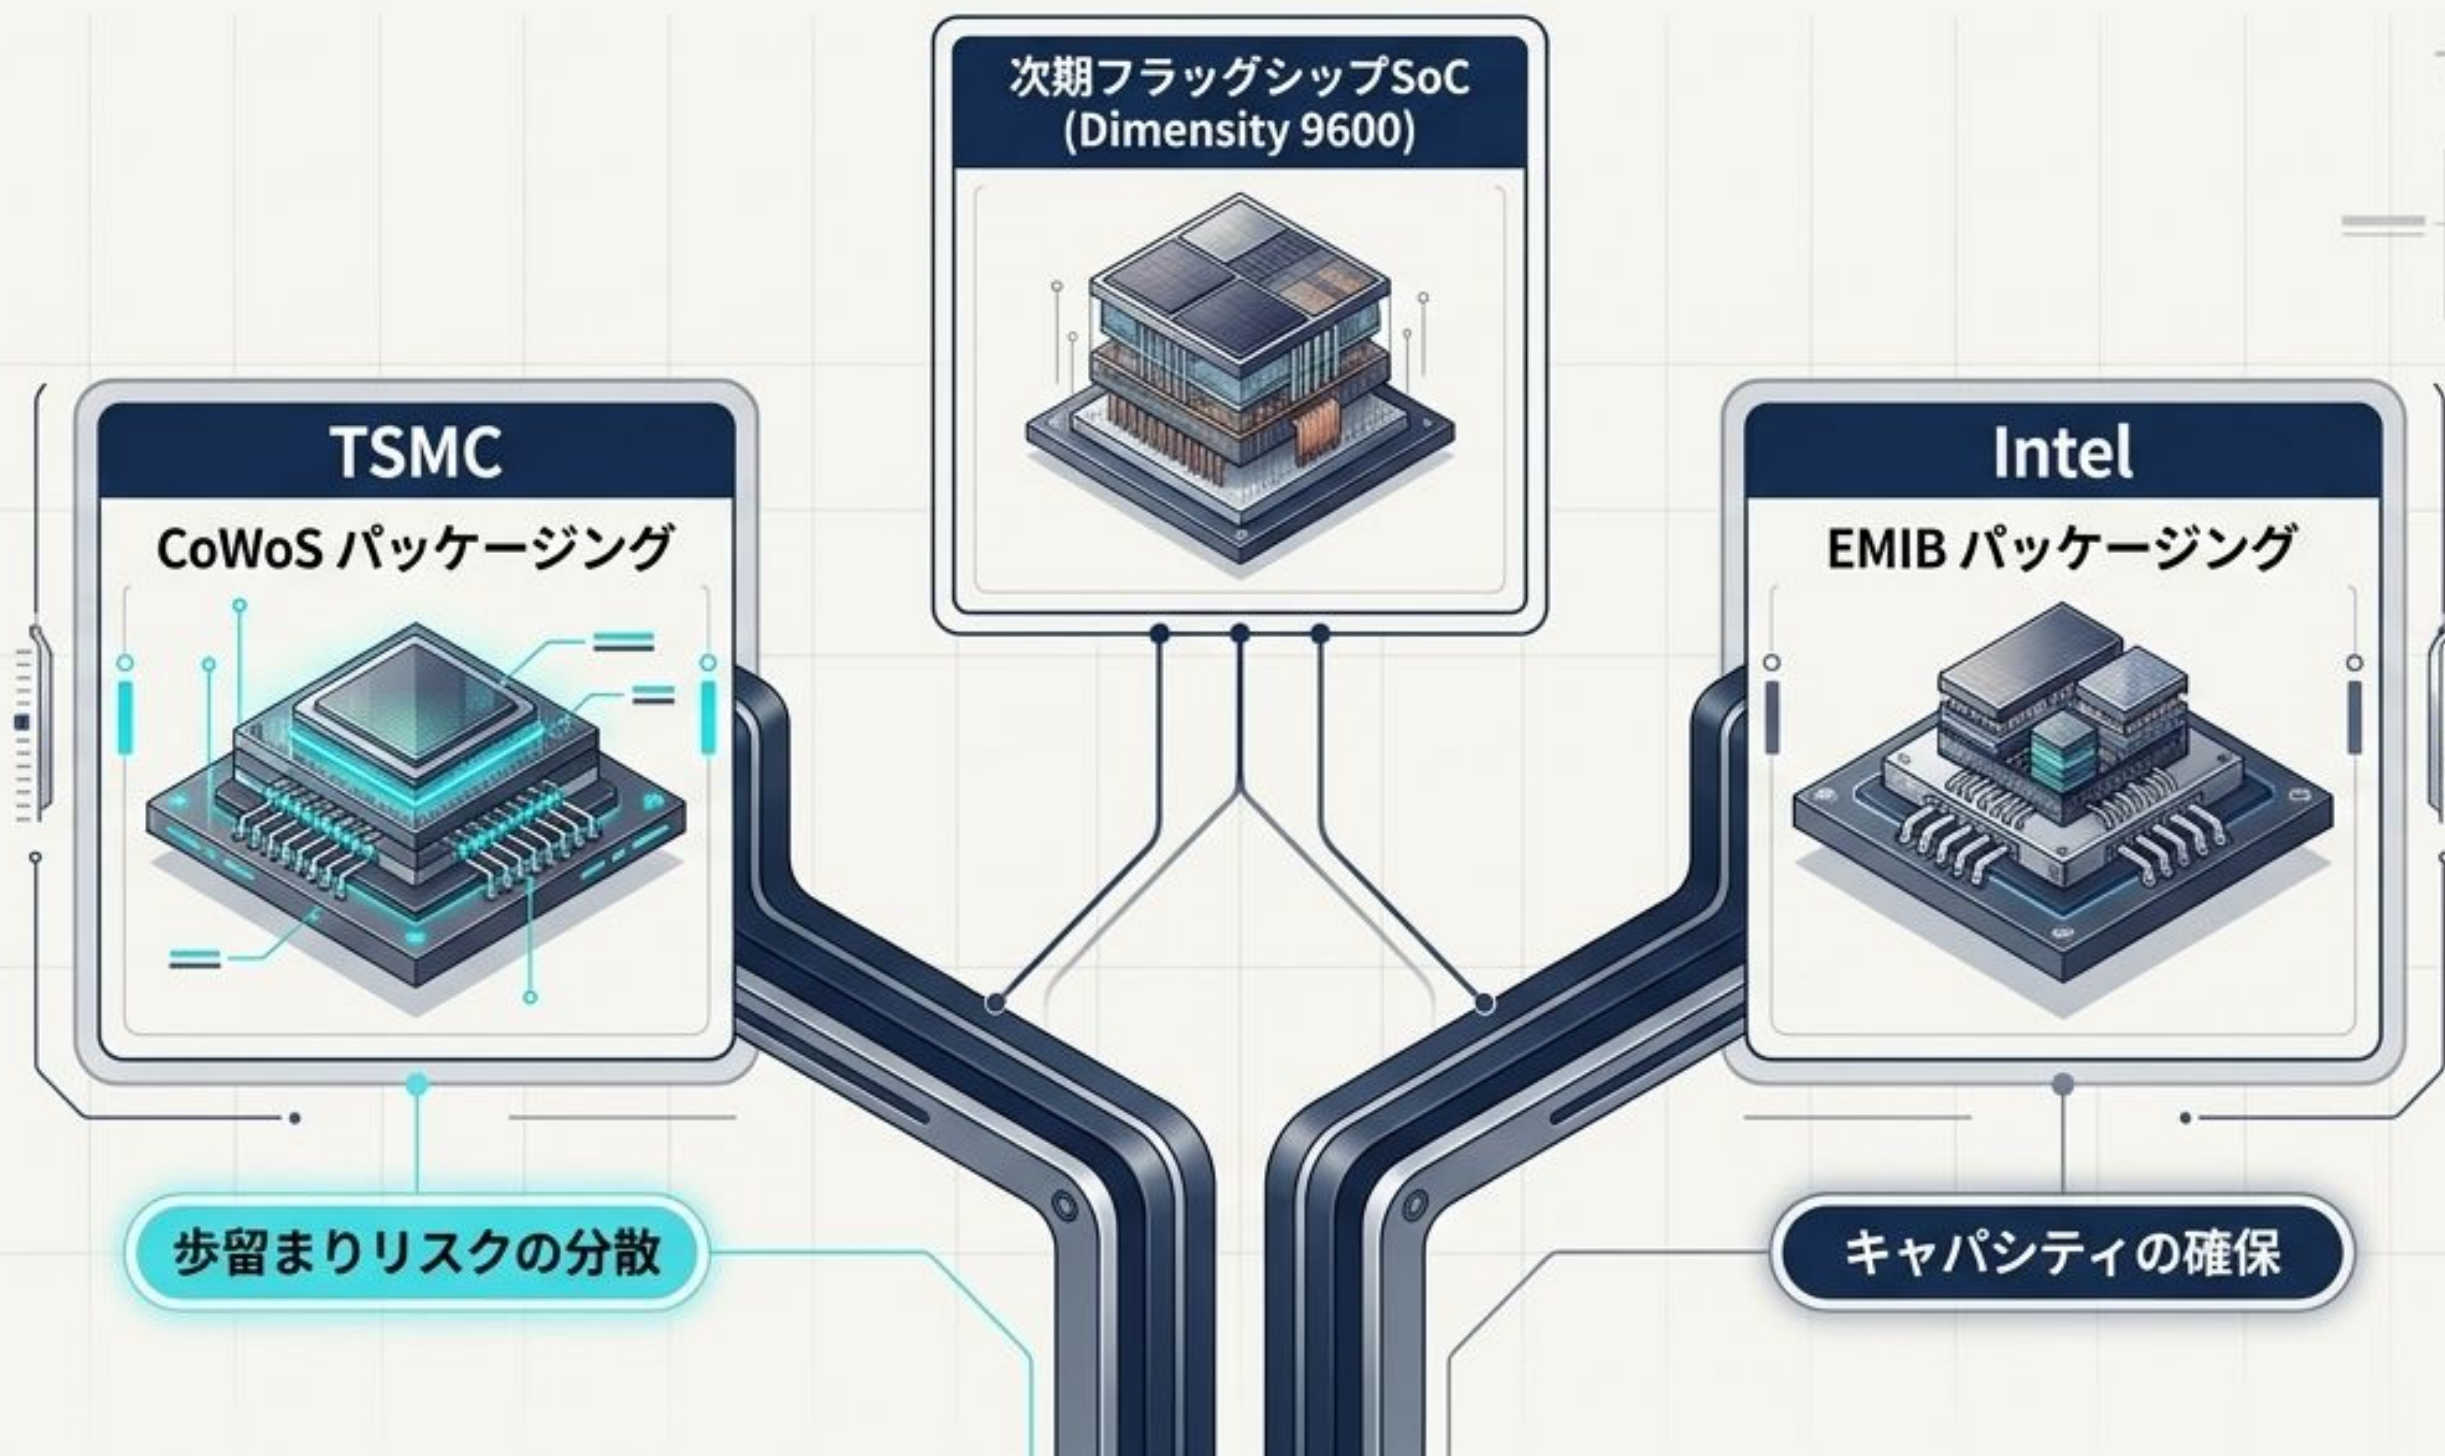 次期フラッグシップSoC
(Dimensity 9600)
TSMC
CoWoS パッケージング
Intel
EMIB パッケージング
歩留まりリスクの分散
キャパシティの確保